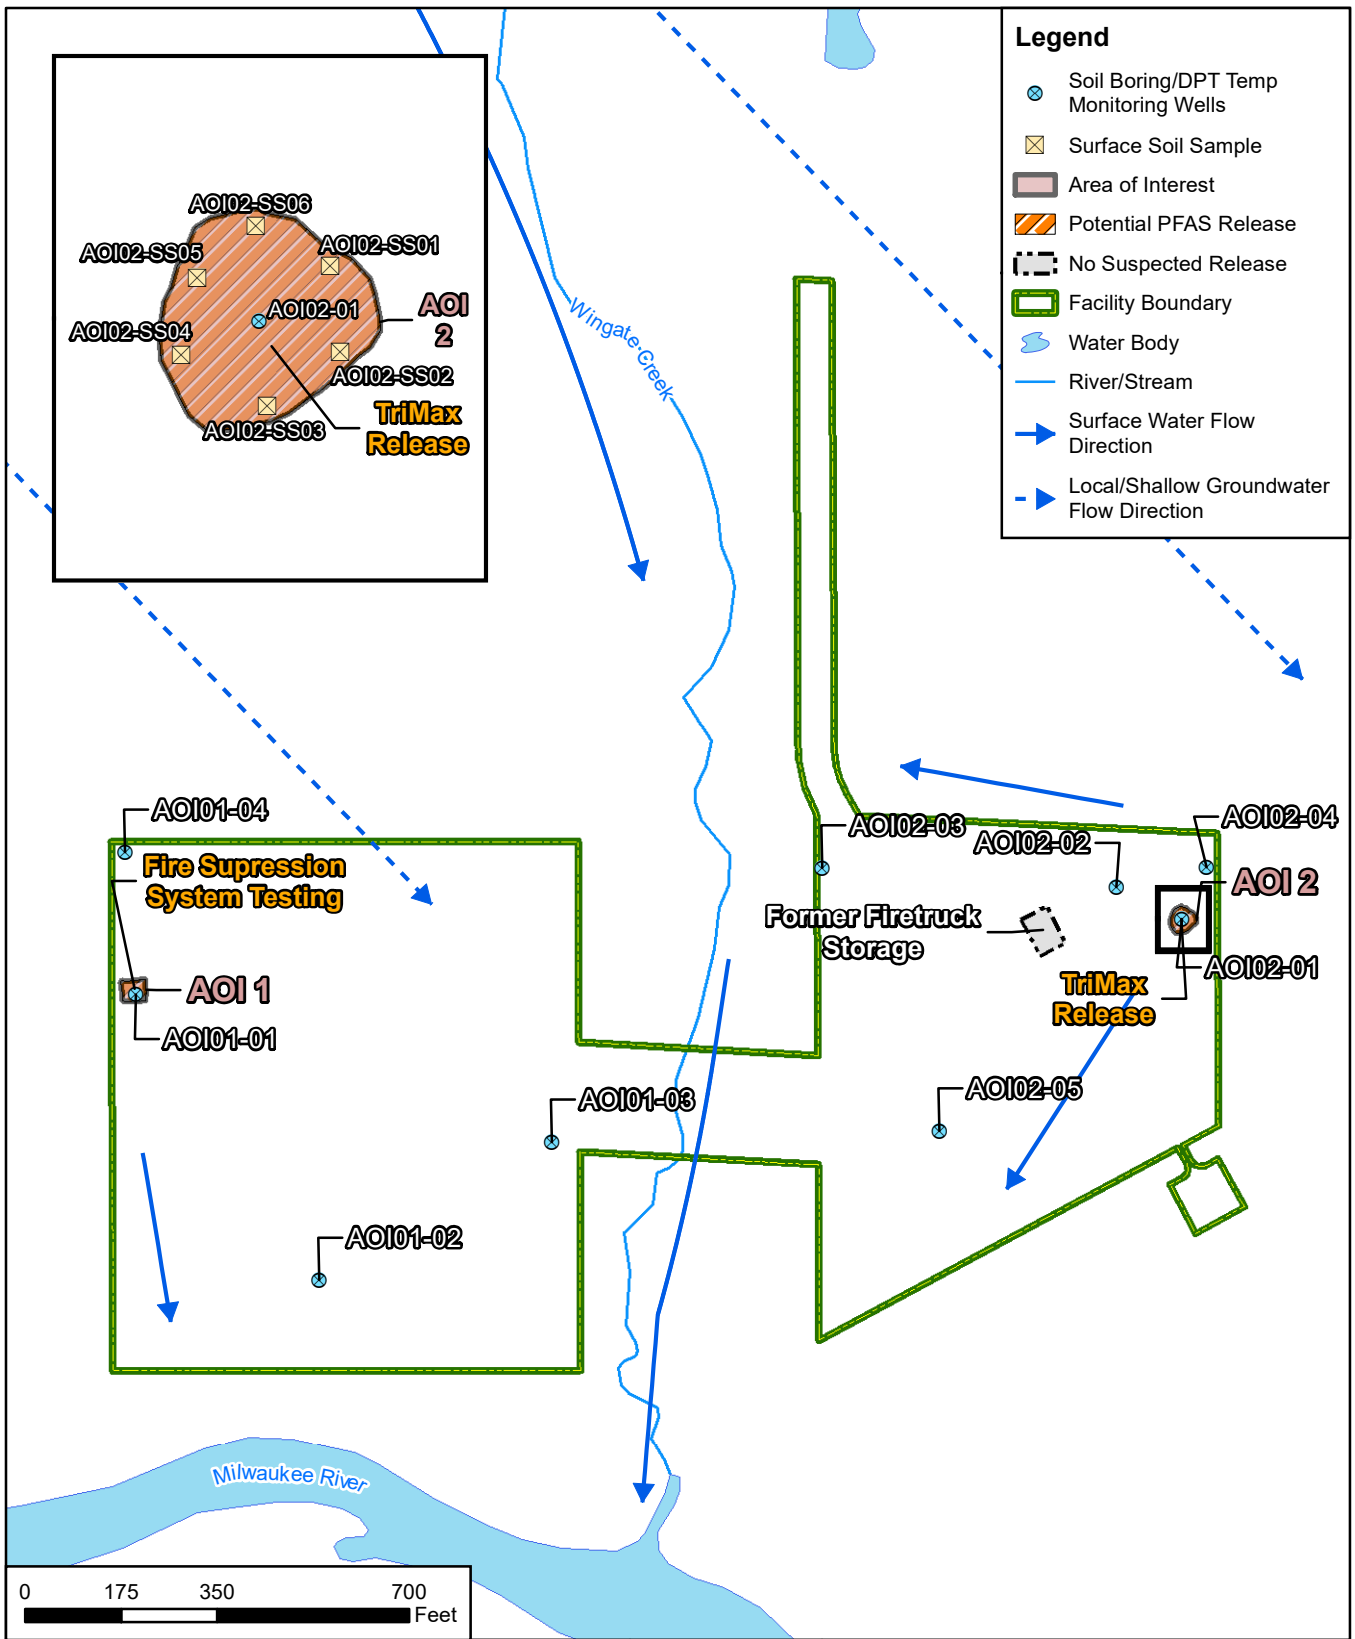 Legend
Soil Boring/DPT Temp
Monitoring Wells
Surface Soil Sample
Area of Interest
Potential PFAS Release
No Suspected Release
Facility Boundary
Water Body
River/Stream
Surface Water Flow
Direction
Local/Shallow Groundwater
Flow Direction
AOI02-SS06
AOI02-SS01
AOI02-SS05
AOI02-01
AOI
2
AOI02-SS04
AOI02-SS02
TriMax
Release
AOI02-SS03
Wingate Creek
AOI01-04
Fire Supression
System Testing
AOI 1
AOI01-01
AOI01-03
AOI01-02
AOI02-03
AOI02-02
AOI02-04
AOI 2
Former Firetruck
Storage
AOI02-01
TriMax
Release
AOI02-05
Milwaukee River
0 175 350 700
Feet